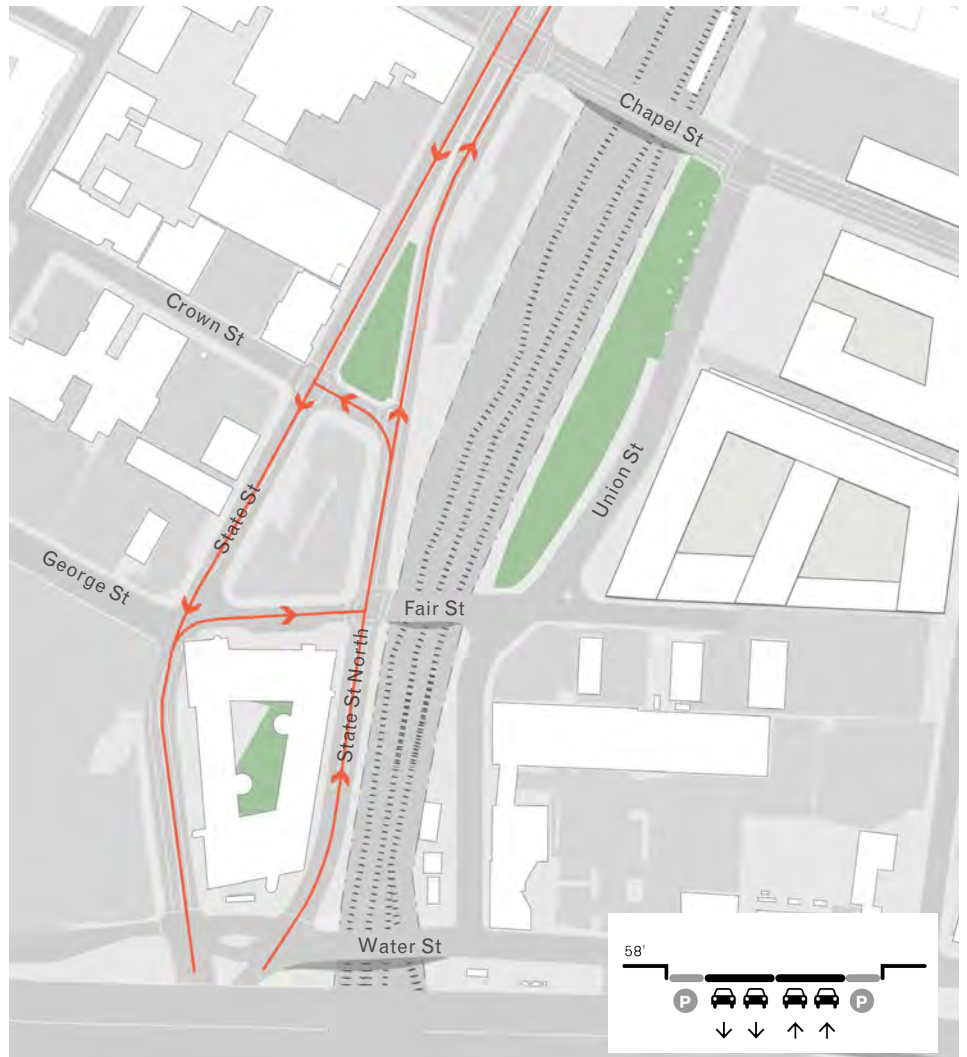 Chapel St
Crown St
State St
Union St
George St
Fair St
State St North
Water St
58'
P
P